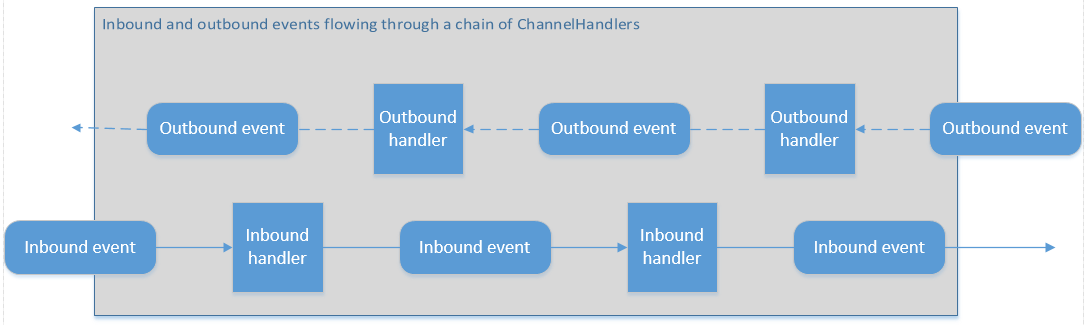 Inbound and outbound events flowing through a chain of ChannelHandlers
Outbound event
Outbound
handler
Outbound event
Outbound
handler
Outbound event
Inbound event
Inbound
handler
Inbound event
Inbound
handler
Inbound event